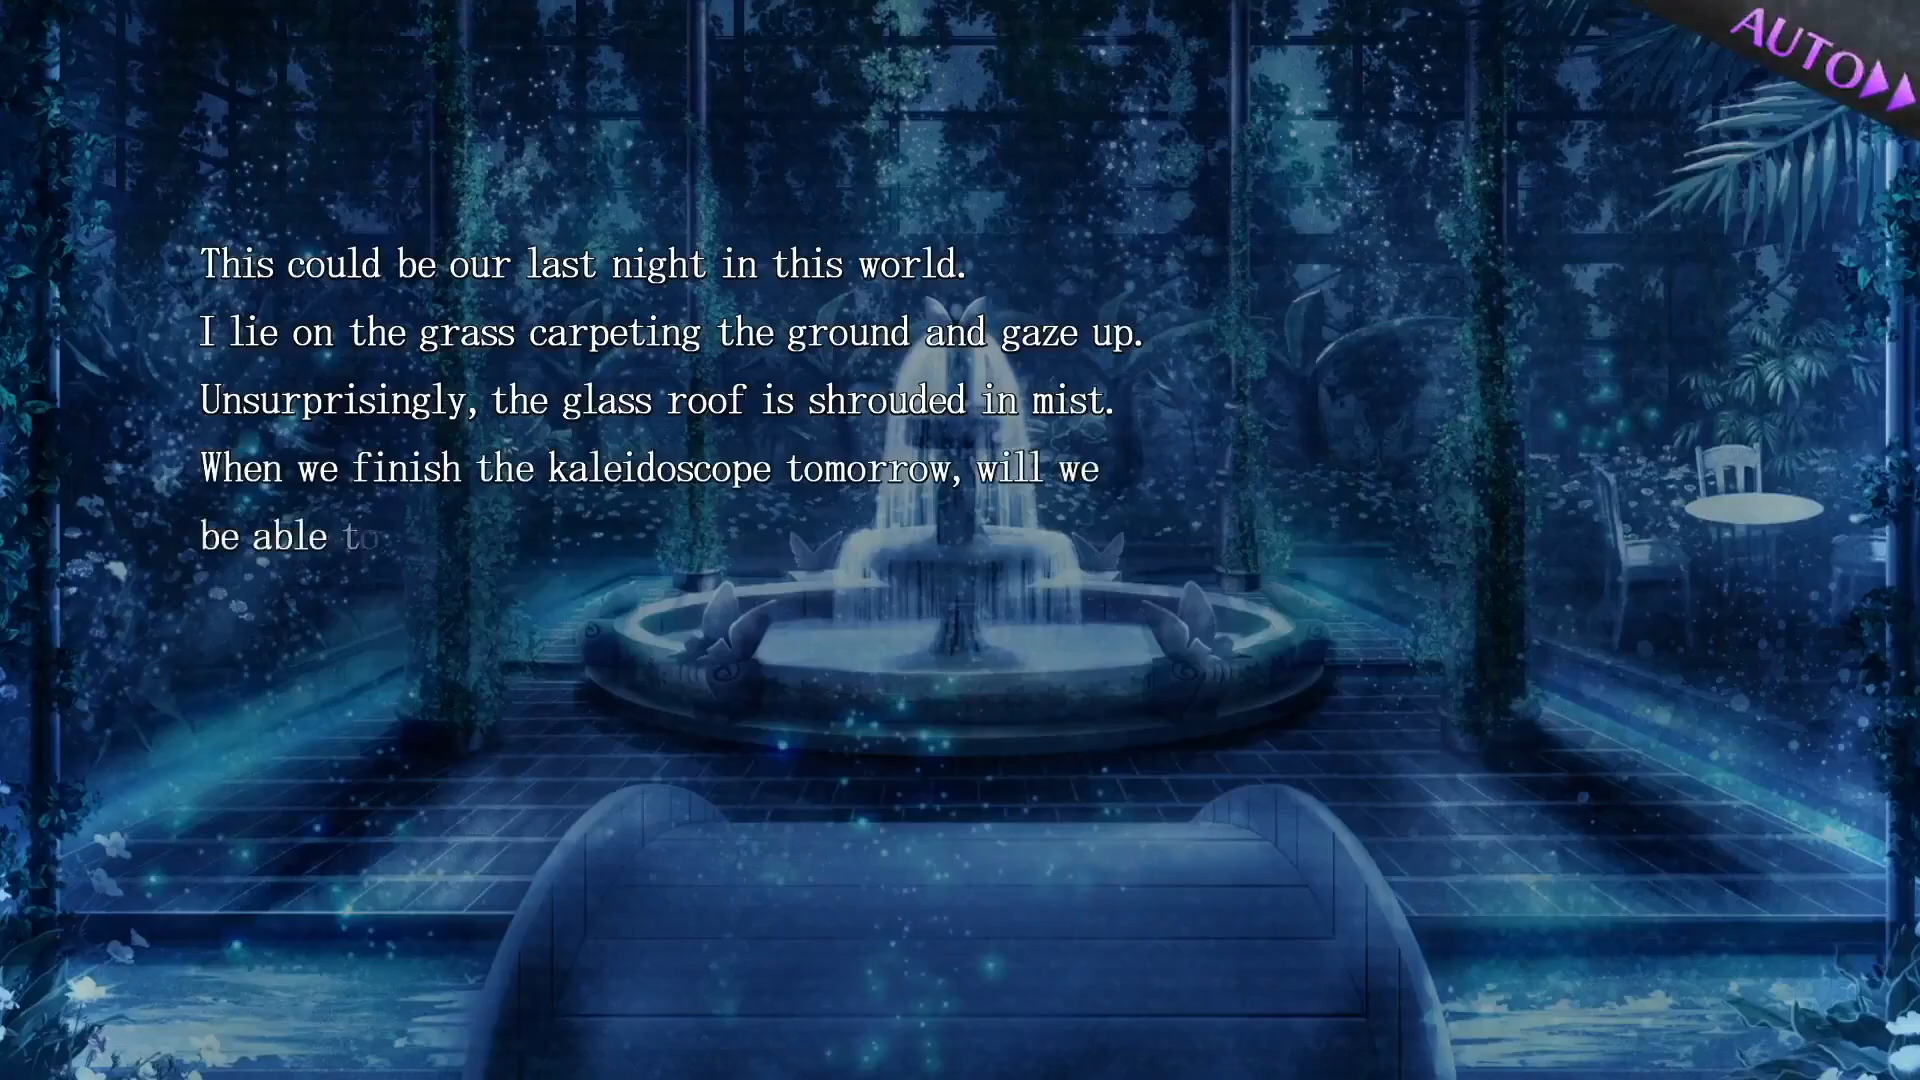 AUTO
This could be our last night in this world.
I lie on the grass carpeting the ground and gaze up.
Unsurprisingly, the glass roof is shrouded in mist.
When we finish the kaleidoscope tomorrow, will we
be able to